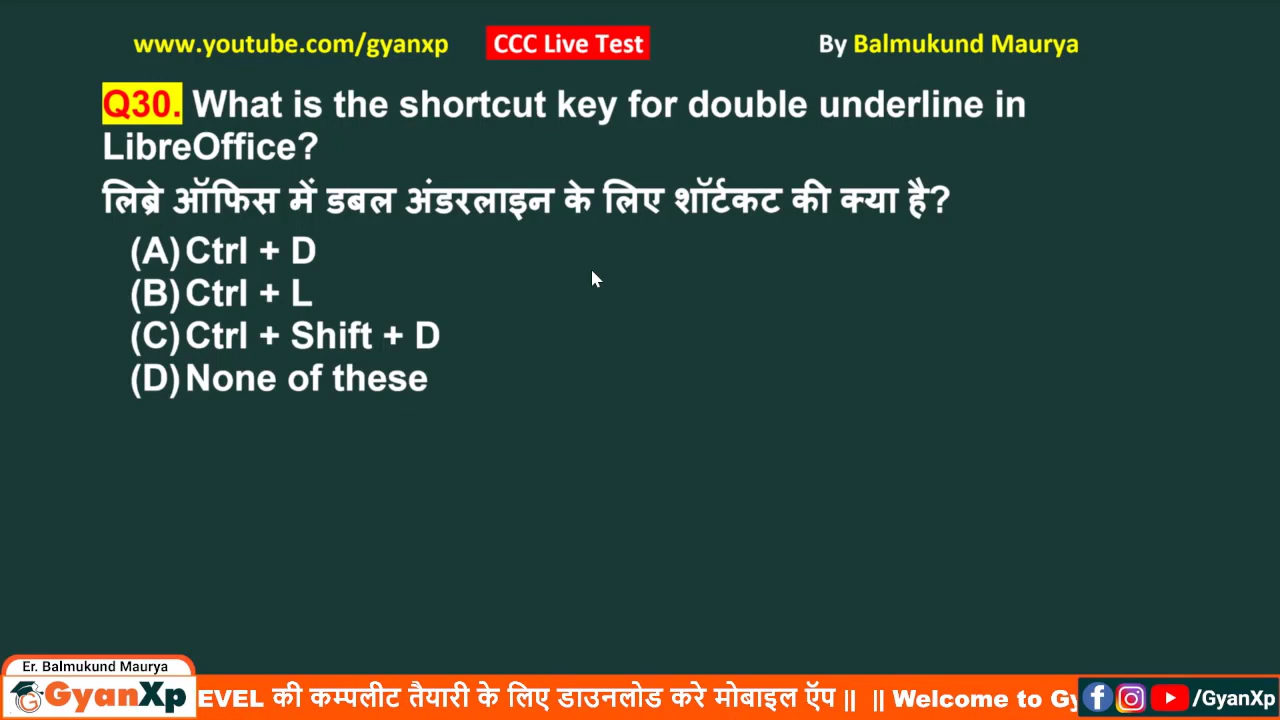 www.youtube.com/gyanxp CCC Live Test By Balmukund Maurya
Q30. What is the shortcut key for double underline in
LibreOffice?
लिब्रे ऑफिस में डबल अंडरलाइन के लिए शॉर्टकट की क्या है?
(A) Ctrl + D
(B) Ctrl + L
(C) Ctrl + Shift + D
(D) None of these
Er. Balmukund Maurya
GyanXp EVEL की कम्पलीट तैयारी के लिए डाउनलोड करे मोबाइल ऍप || || Welcome to Gy /GyanXp